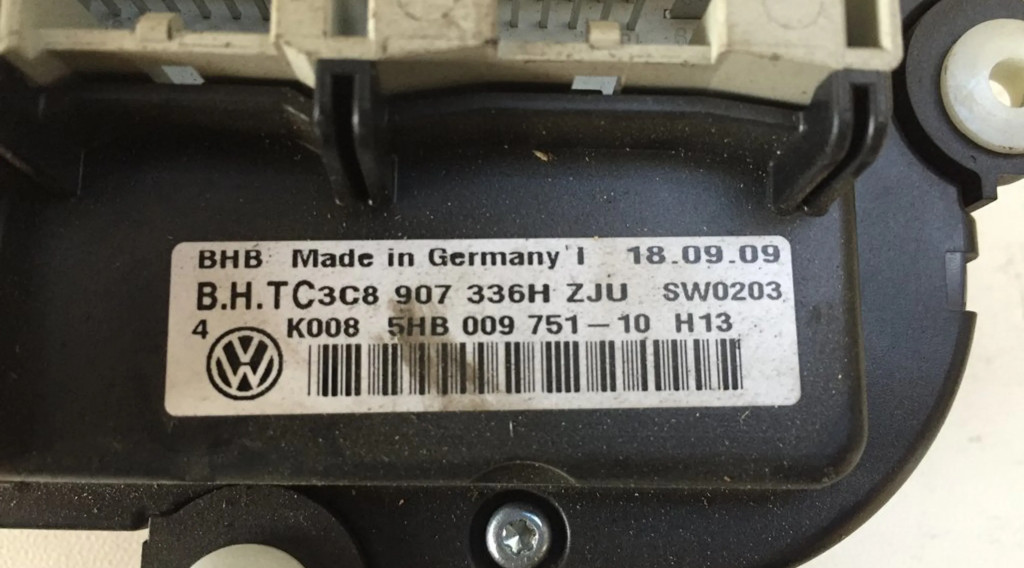 BHB Made in Germany'I 18.09.09
B.H.TC3C8 907 336H ZJU SW0203
4 K008 5HB 009 751-10 H13